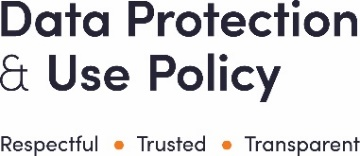 Data Protection
& Use Policy
Respectful • Trusted • Transparent